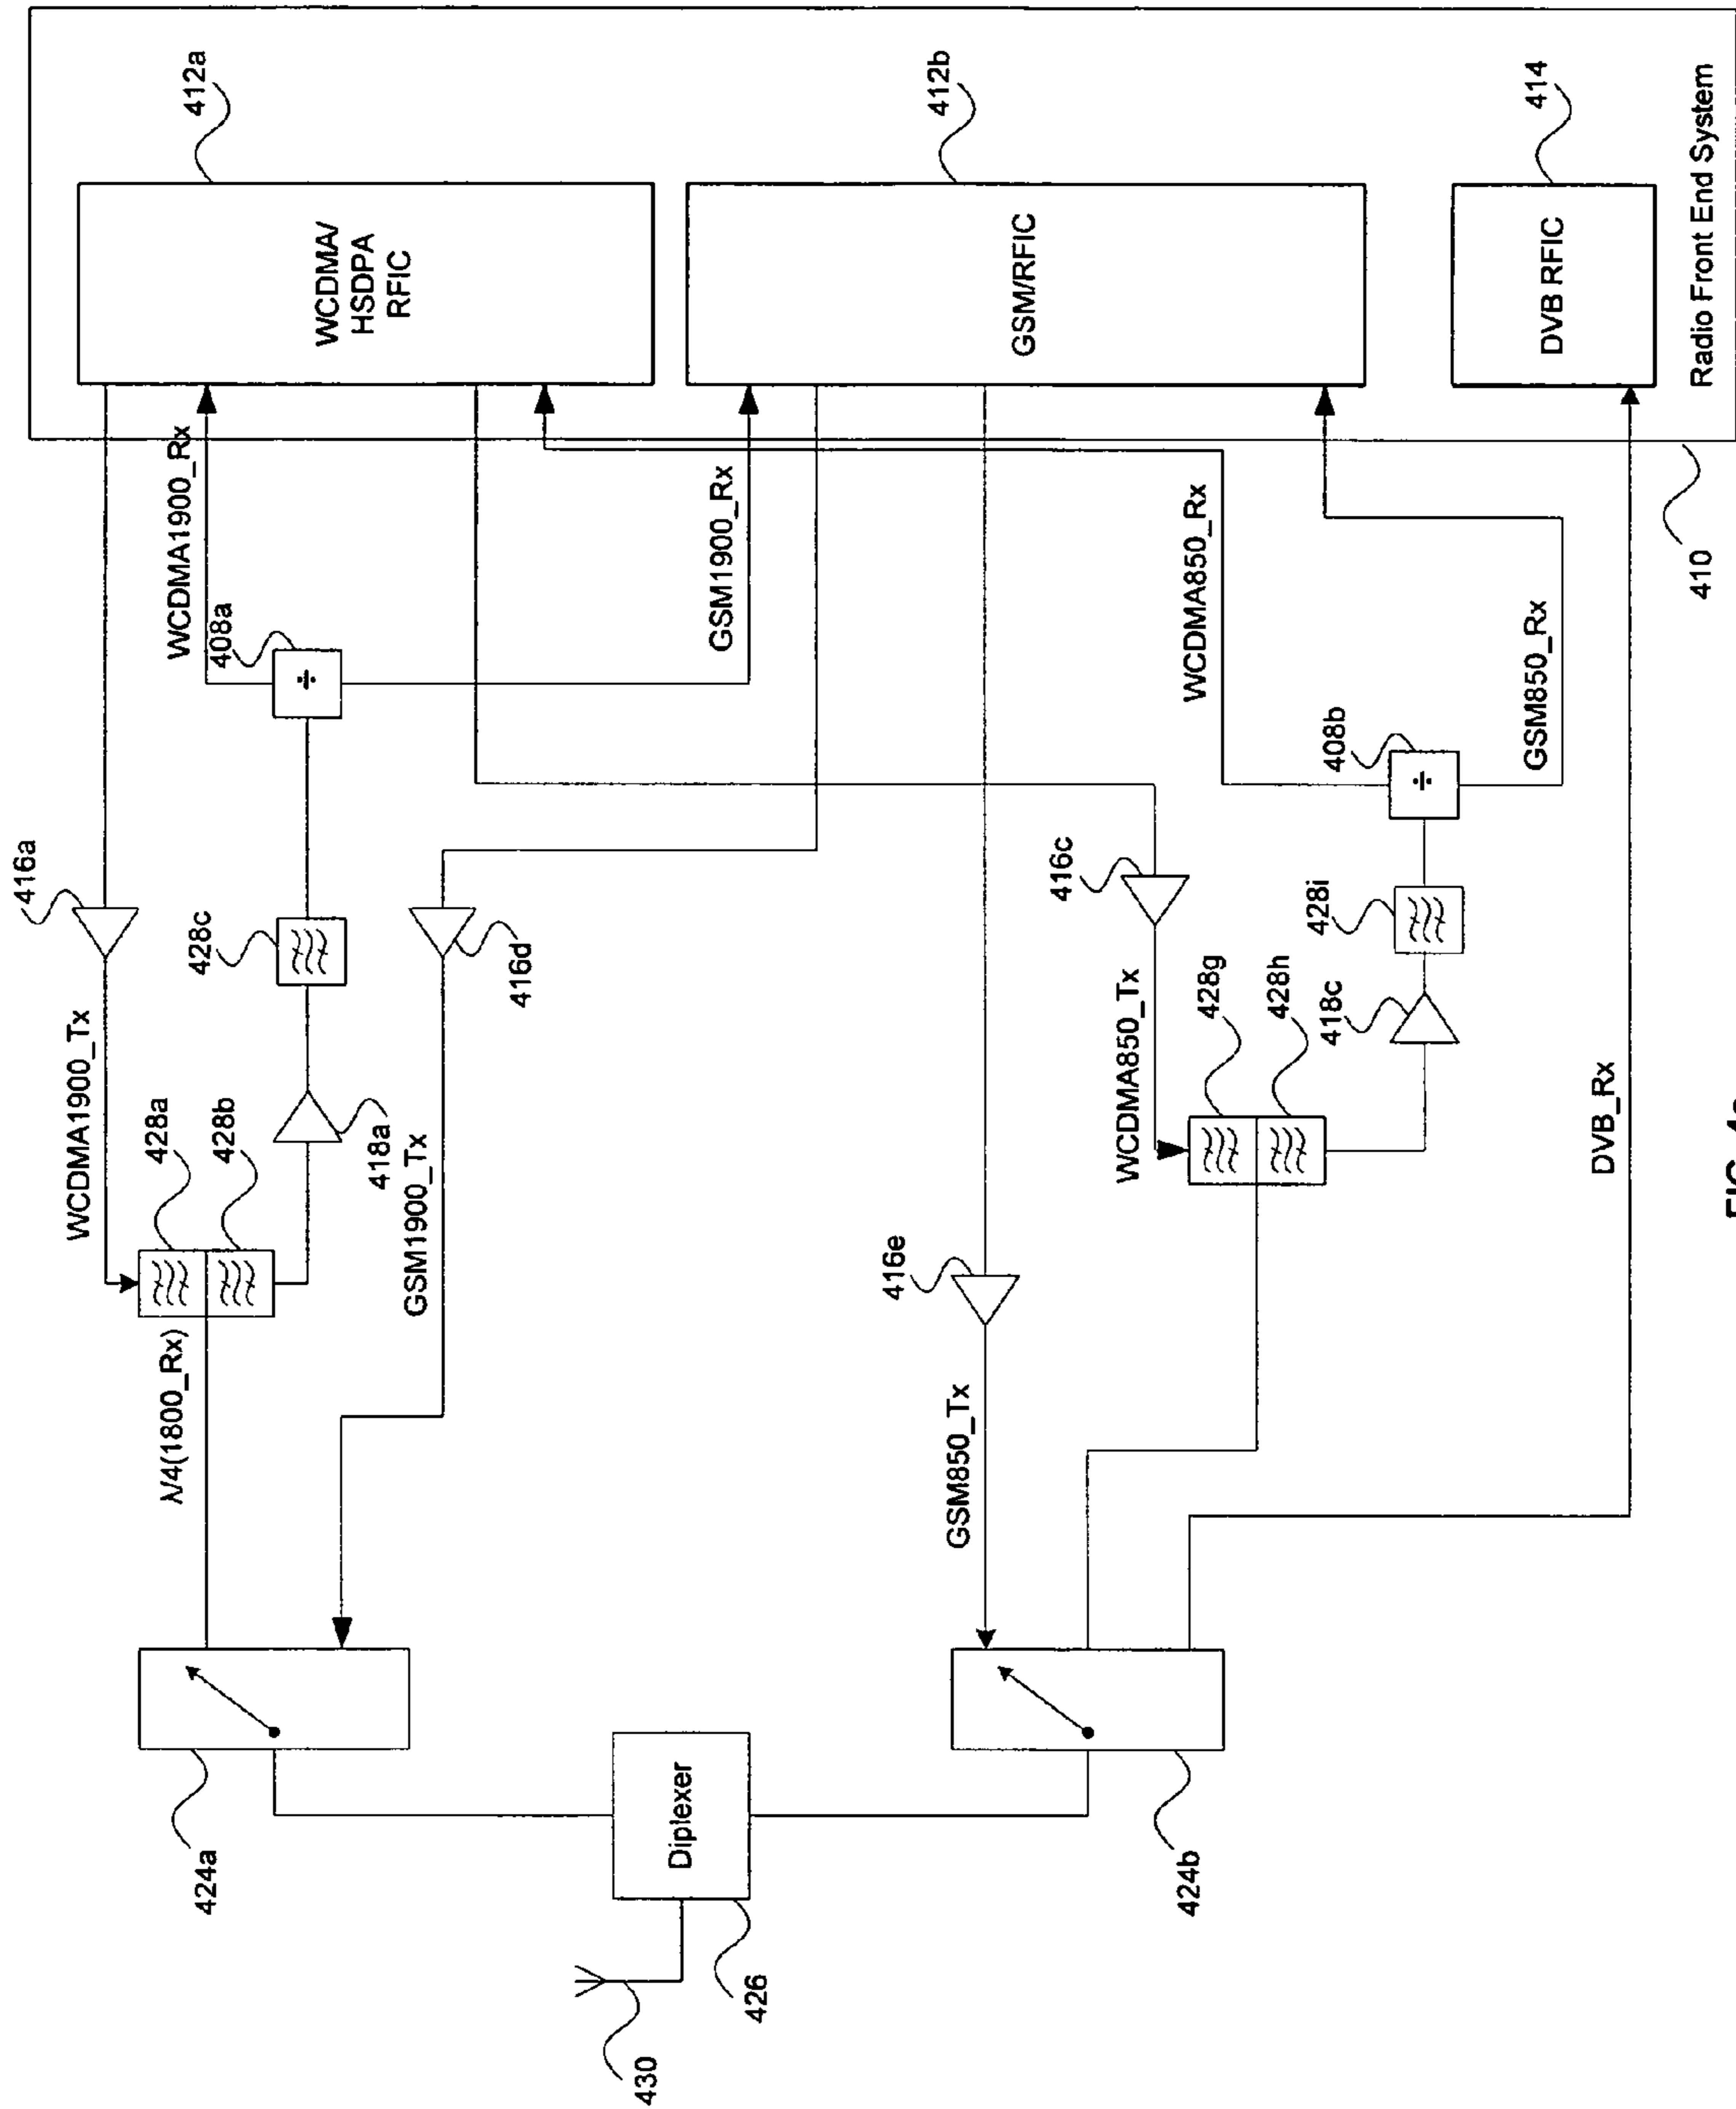 412a
WCDMA/
HSDPA
RFIC
412b
GSM/RFIC
414
DVB RFIC
Radio Front End System
410
WCDMA1900_Rx
408a
÷
GSM1900_Rx
WCDMA850_Rx
408b
÷
GSM850_Rx
416a
428c
416d
416c
428i
WCDMA1900_Tx
428a
428b
418a
GSM1900_Tx
416e
WCDMA850_Tx
428g
428h
418c
DVB_Rx
λ/4(1800_Rx)
GSM850_Tx
424a
Diplexer
424b
426
430